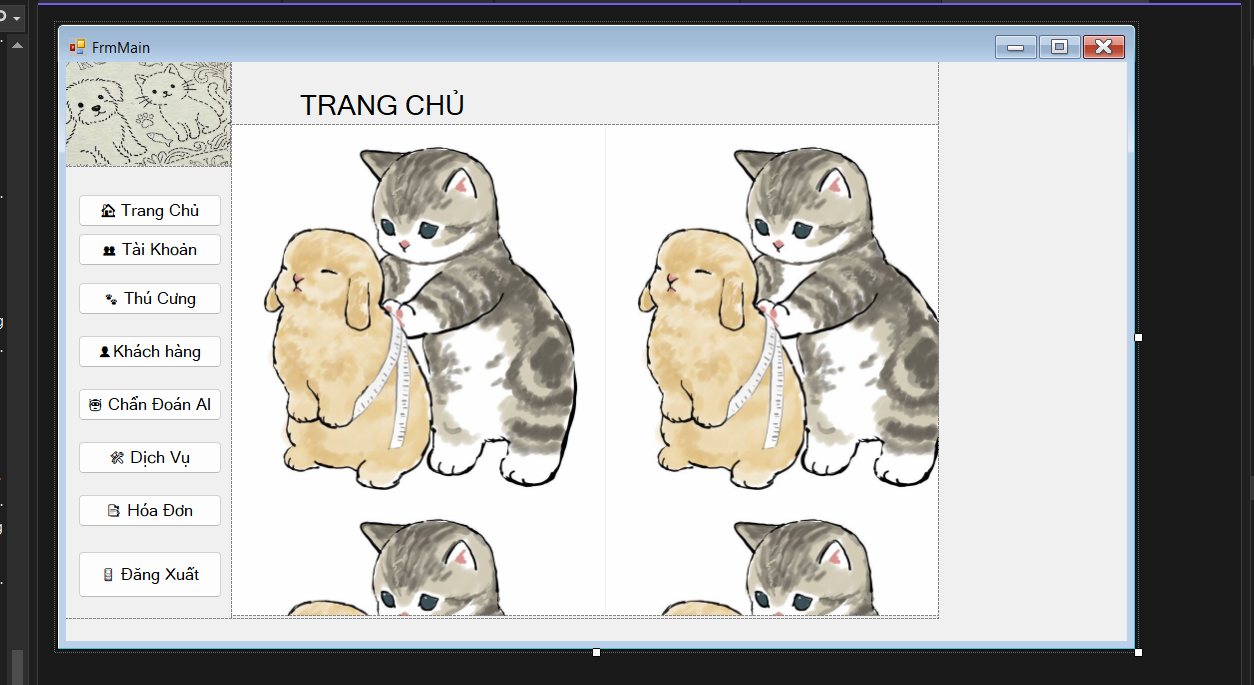 FrmMain
TRANG CHỦ
Trang Chủ
Tài Khoản
Thú Cưng
Khách hàng
Chẩn Đoán AI
Dịch Vụ
Hóa Đơn
Đăng Xuất